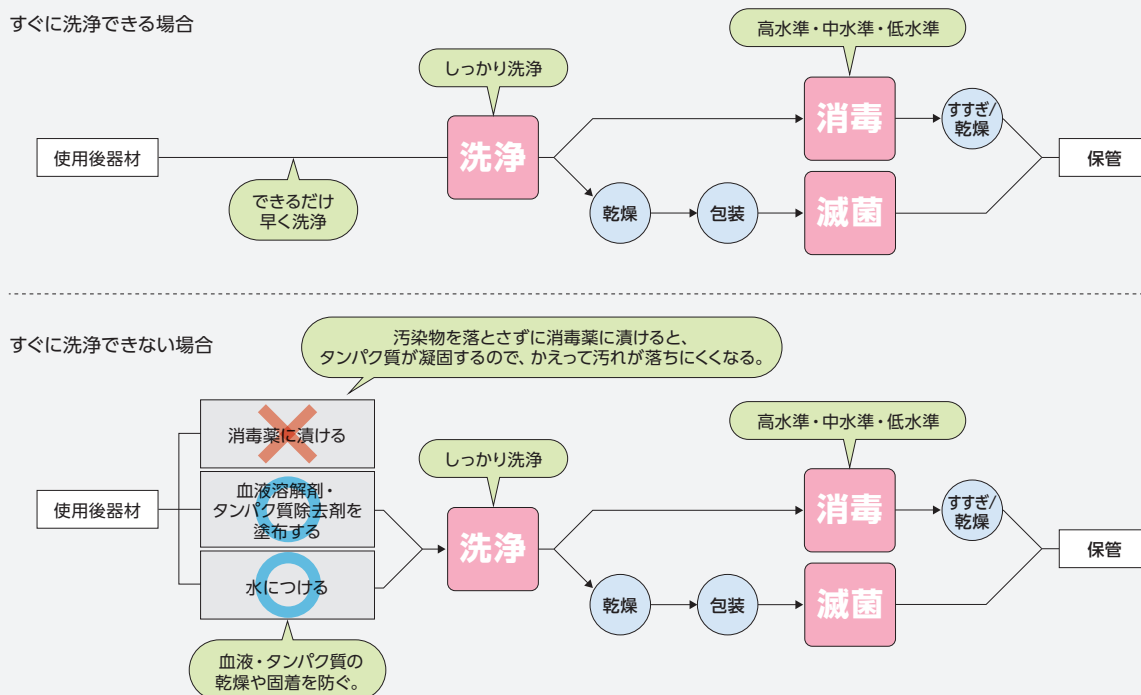 すぐに洗浄できる場合
高水準・中水準・低水準
しっかり洗浄
使用後器材
できるだけ
早く洗浄
洗浄
消毒
すすぎ/
乾燥
乾燥
包装
滅菌
保管
すぐに洗浄できない場合
汚染物を落とさずに消毒薬に漬けると、
タンパク質が凝固するので、かえって汚れが落ちにくくなる。
使用後器材
消毒薬に漬ける
血液溶解剤・
タンパク質除去剤を
塗布する
水につける
血液・タンパク質の
乾燥や固着を防ぐ。
しっかり洗浄
洗浄
高水準・中水準・低水準
消毒
すすぎ/
乾燥
乾燥
包装
滅菌
保管